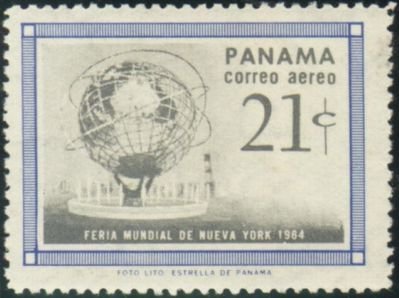 PANAMA
correo aereo
21¢
FERIA MUNDIAL DE NUEVA YORK 1964
FOTO LITO. ESTRELLA DE PANAMA